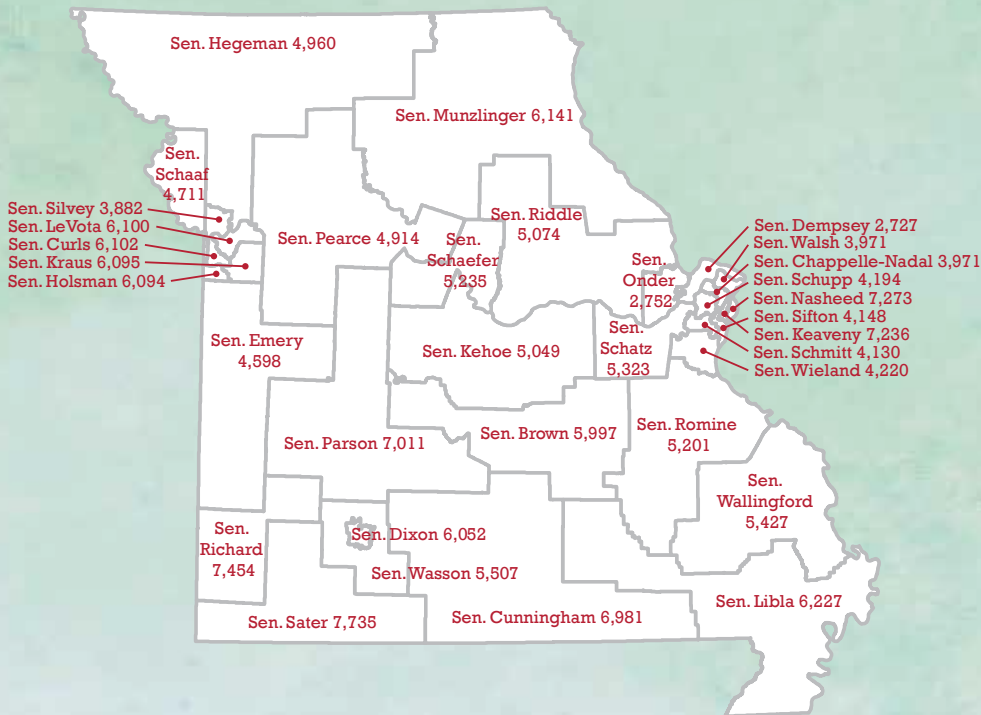 Sen. Hegeman 4,960
Sen. Munzlinger 6,141
Sen.
Schaaf
4,711
Sen. Silvey 3,882
Sen. LeVota 6,100
Sen. Curls 6,102
Sen. Kraus 6,095
Sen. Holsman 6,094
Sen. Pearce 4,914
Sen.
Schaefer
5,235
Sen. Riddle
5,074
Sen.
Onder
2,752
Sen. Dempsey 2,727
Sen. Walsh 3,971
Sen. Chappelle-Nadal 3,971
Sen. Schupp 4,194
Sen. Nasheed 7,273
Sen. Sifton 4,148
Sen. Keaveny 7,236
Sen. Schmitt 4,130
Sen. Wieland 4,220
Sen. Emery
4,598
Sen. Kehoe 5,049
Sen.
Schatz
5,323
Sen. Parson 7,011
Sen. Brown 5,997
Sen. Romine
5,201
Sen.
Wallingford
5,427
Sen.
Richard
7,454
Sen. Dixon 6,052
Sen. Wasson 5,507
Sen. Sater 7,735
Sen. Cunningham 6,981
Sen. Libla 6,227